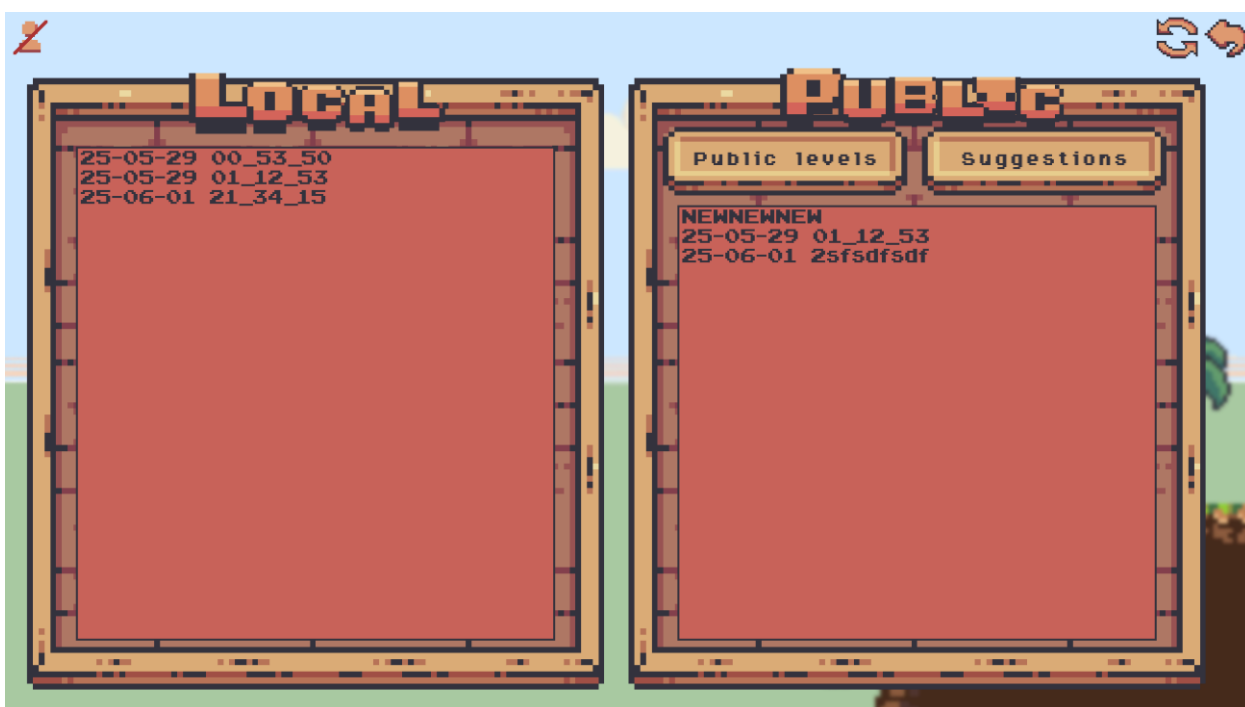 Local
25-05-29 00_53_50
25-05-29 01_12_53
25-06-01 21_34_15
Public
Public levels
Suggestions
NEWNEWNEW
25-05-29 01_12_53
25-06-01 2sfsdfsdf